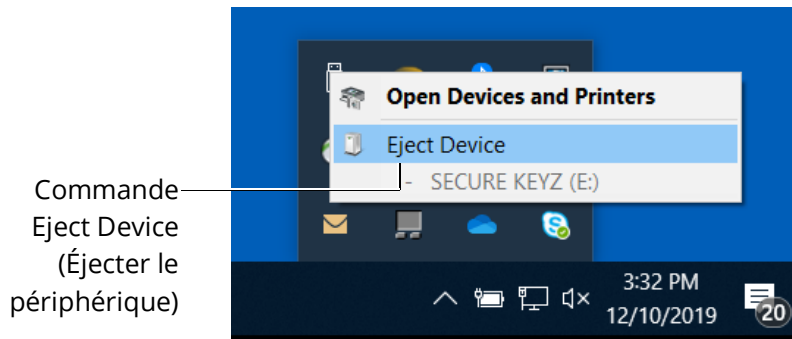 Open Devices and Printers
Eject Device
- SECURE KEYZ (E:)
Commande
Eject Device
(Éjecter le
périphérique)
3:32 PM
12/10/2019
20